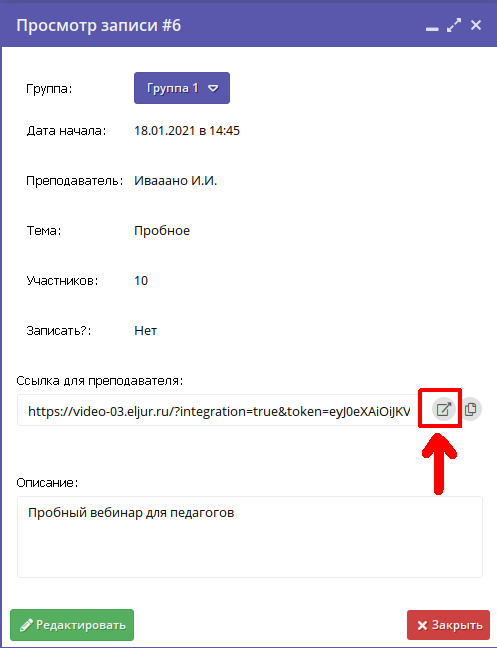 Просмотр записи #6
Группа: Группа 1
Дата начала: 18.01.2021 в 14:45
Преподаватель: Ивааано И.И.
Тема: Пробное
Участников: 10
Записать?: Нет
Ссылка для преподавателя:
https://video-03.eljur.ru/?integration=true&token=eyJ0eXAiOiJKV
Описание:
Пробный вебинар для педагогов
Редактировать Закрыть